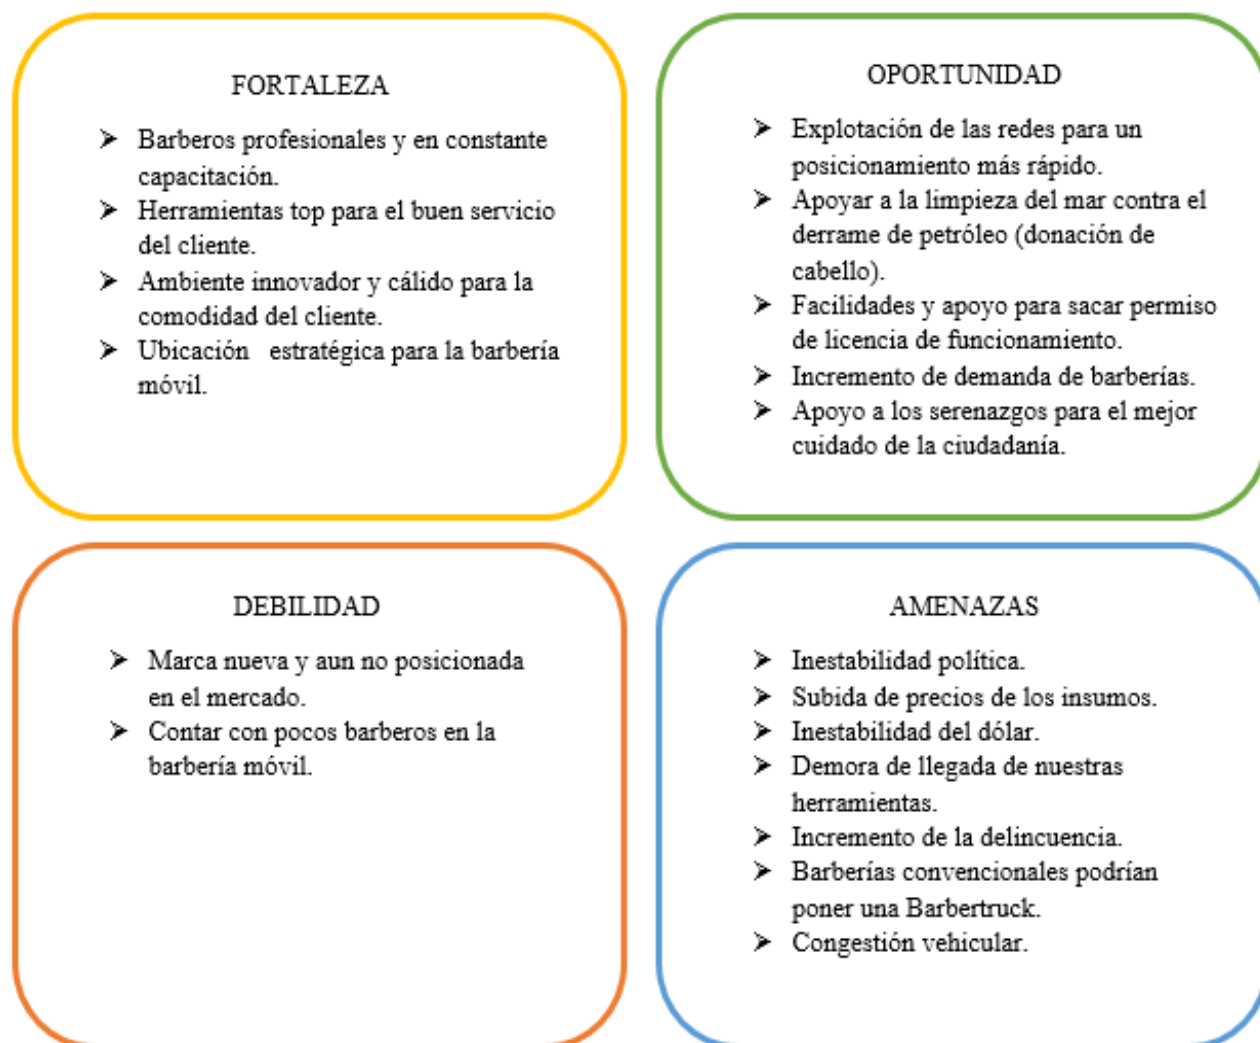 FORTALEZA
➢ Barberos profesionales y en constante
capacitación.
➢ Herramientas top para el buen servicio
del cliente.
➢ Ambiente innovador y cálido para la
comodidad del cliente.
➢ Ubicación estratégica para la barbería
móvil.
OPORTUNIDAD
➢ Explotación de las redes para un
posicionamiento más rápido.
➢ Apoyar a la limpieza del mar contra el
derrame de petróleo (donación de
cabello).
➢ Facilidades y apoyo para sacar permiso
de licencia de funcionamiento.
➢ Incremento de demanda de barberías.
➢ Apoyo a los serenazgos para el mejor
cuidado de la ciudadanía.
DEBILIDAD
➢ Marca nueva y aun no posicionada
en el mercado.
➢ Contar con pocos barberos en la
barbería móvil.
AMENAZAS
➢ Inestabilidad política.
➢ Subida de precios de los insumos.
➢ Inestabilidad del dólar.
➢ Demora de llegada de nuestras
herramientas.
➢ Incremento de la delincuencia.
➢ Barberías convencionales podrían
poner una Barbertruck.
➢ Congestión vehicular.